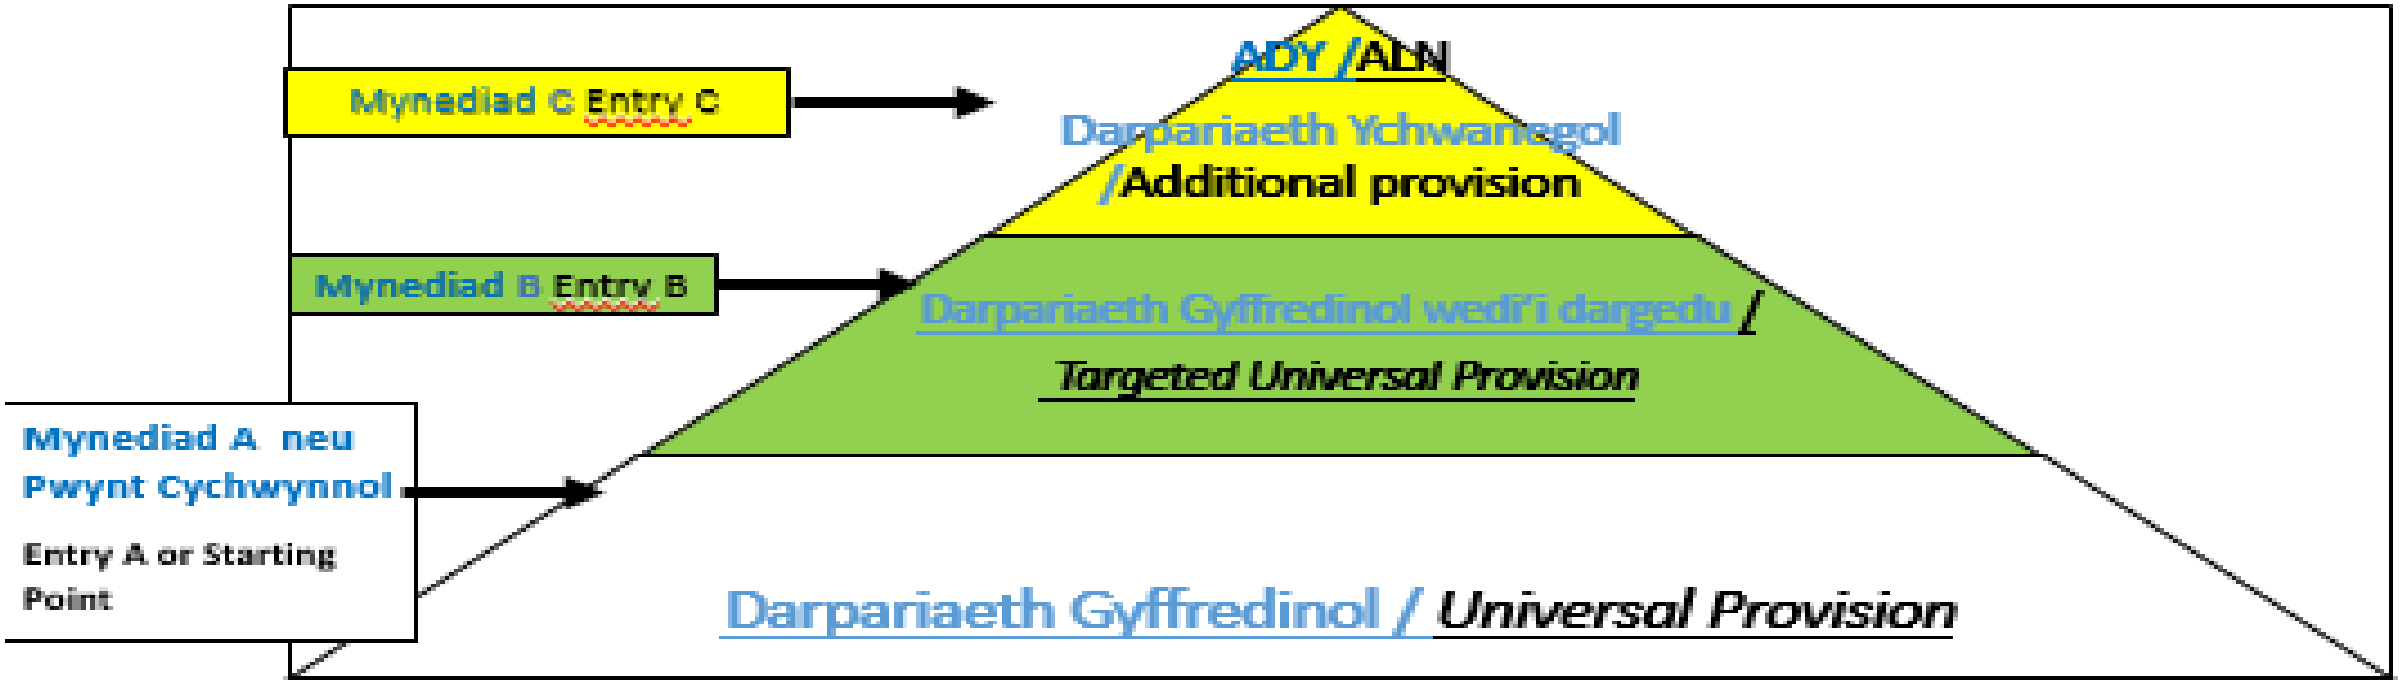 ADY /ALN
Mynediad C Entry C
Darpariaeth Ychwanegol
/Additional provision
Mynediad B Entry B
Darpariaeth Gyffredinol wedi'i dargedu /
Targeted Universal Provision
Mynediad A neu
Pwynt Cychwynnol
Entry A or Starting
Point
Darpariaeth Gyffredinol / Universal Provision